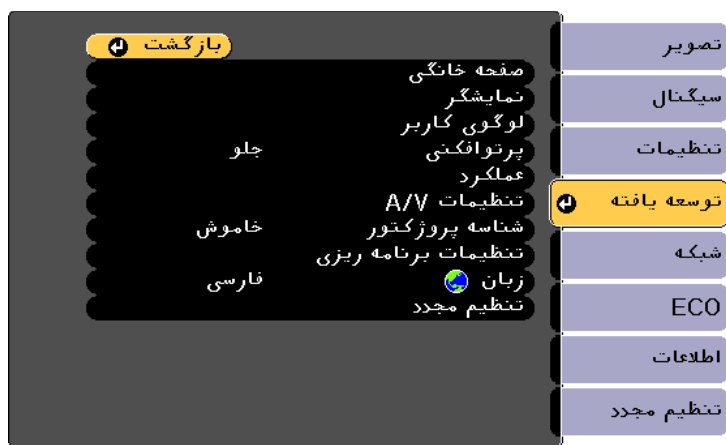 بازگشت
صفحه خانگی
نمایشگر
لوگوی کاربر
پرتوافکنی جلو
عملکرد
تنظیمات A/V
شناسه پروژکتور خاموش
تنظیمات برنامه ریزی
زبان فارسی
تنظیم مجدد
تصویر
سیگنال
تنظیمات
توسعه یافته
شبکه
ECO
اطلاعات
تنظیم مجدد